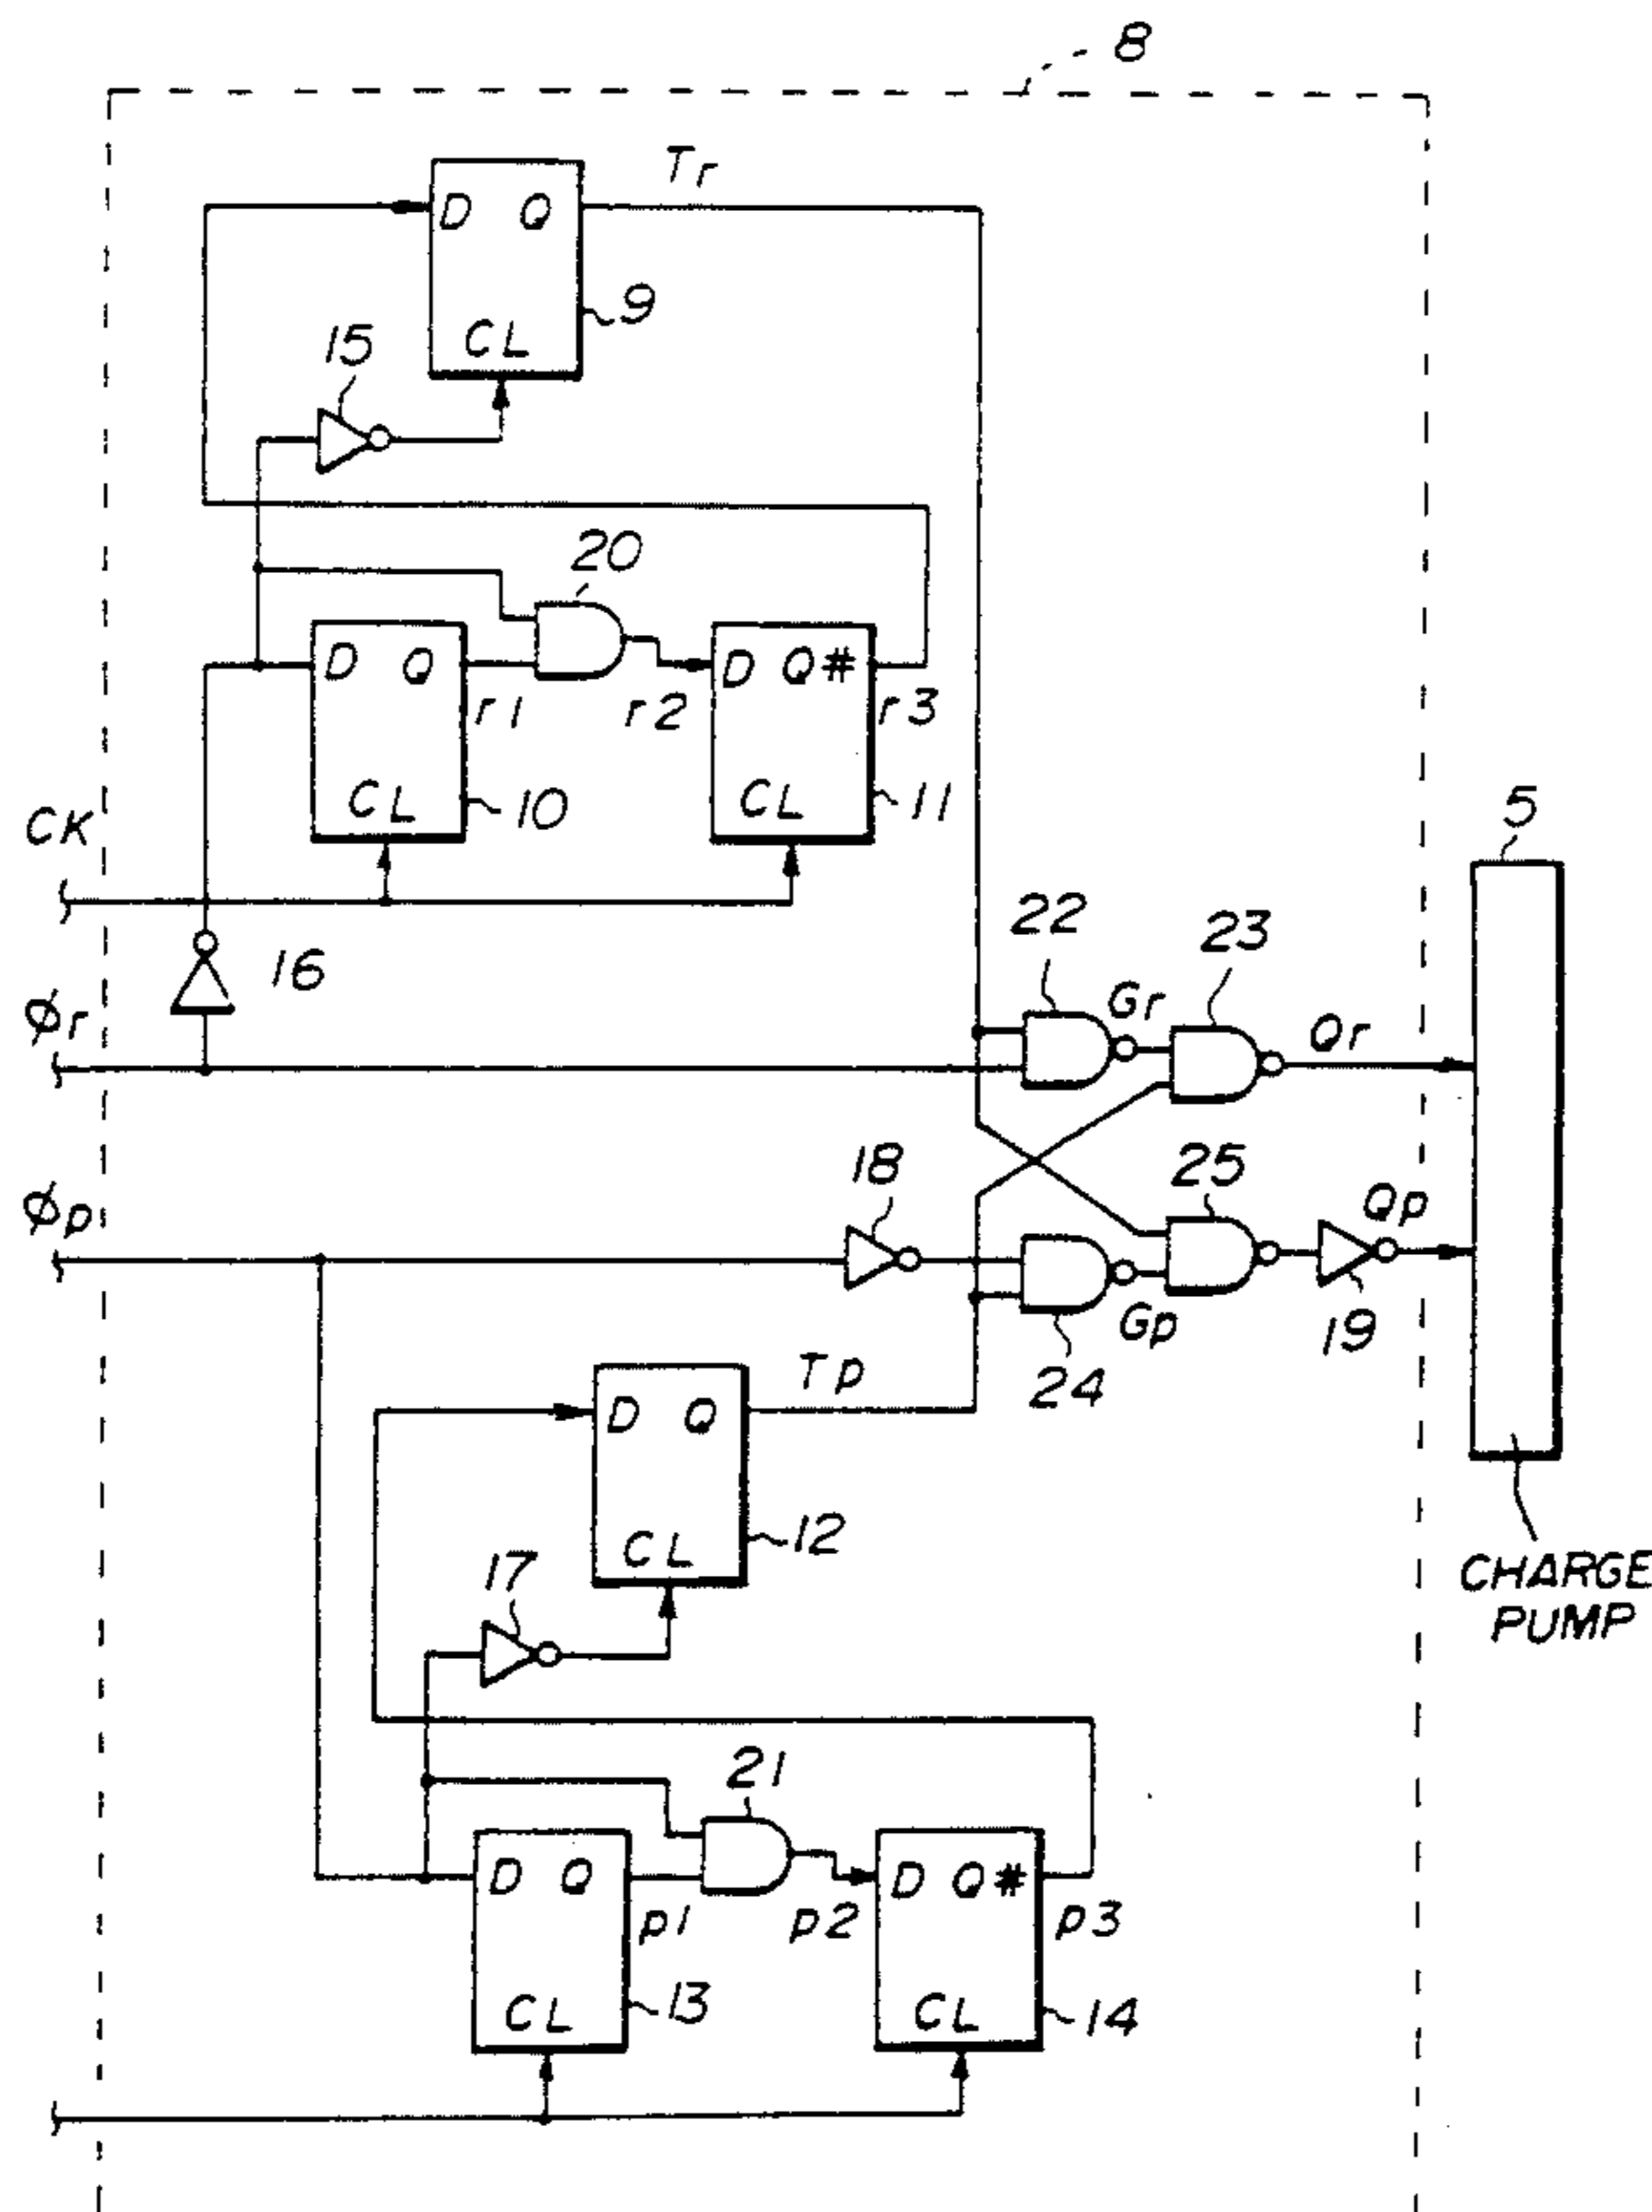 8
Tr
D Q
9
CL
15
20
D Q
D Q#
r1
r2
r3
CL
10
CL
11
CK
5
22
23
16
Gr
Qr
ϕr
18
25
Qp
ϕp
Gp
19
24
Tp
D Q
12
CL
17
21
D Q
D Q#
p1
p2
p3
CL
13
CL
14
CHARGE
PUMP